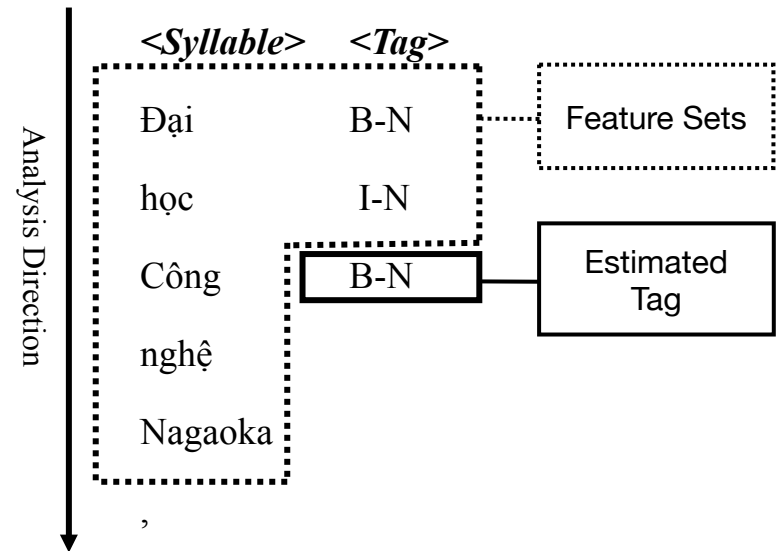 <Syllable> <Tag>
Đại B-N
Feature Sets
học I-N
Công B-N
Estimated
Tag
nghệ
Nagaoka
,
Analysis Direction